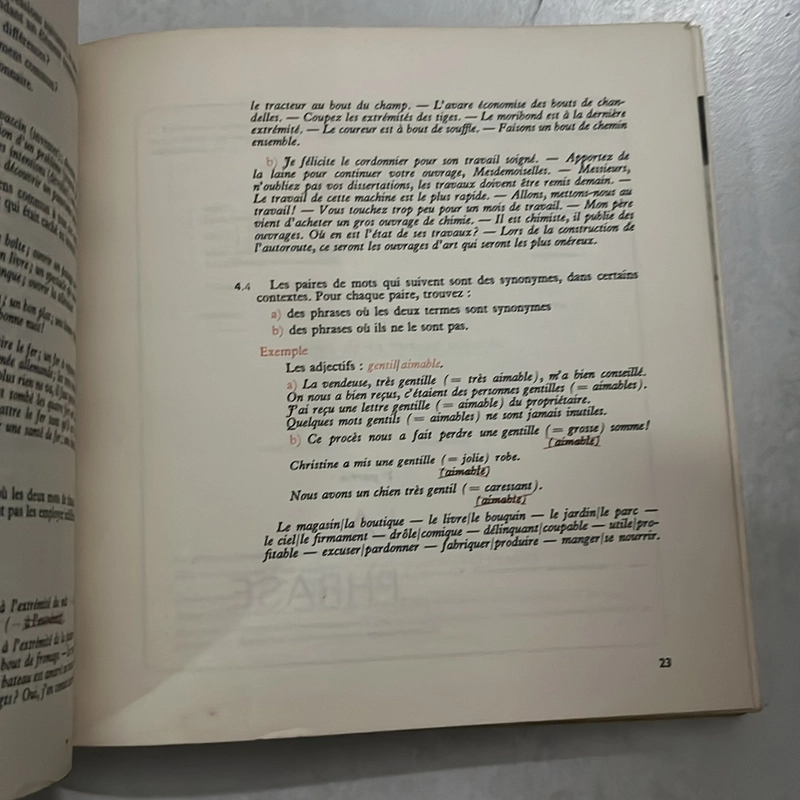 différences?
commun?
le tracteur au bout du champ. — L'avare économise des bouts de chan-
delles. — Coupez les extrémités des tiges. — Le moribond est à la dernière
extrémité. — Le coureur est à bout de souffle. — Faisons un bout de chemin
ensemble.
b) Je félicite le cordonnier pour son travail soigné. — Apportez de
la laine pour continuer votre ouvrage, Mesdemoiselles. — Messieurs,
n'oubliez pas vos dissertations, les travaux doivent être remis demain. —
Le travail de cette machine est le plus rapide. — Allons, mettons-nous au
travail! — Vous touchez trop peu pour un mois de travail. — Mon père
vient d'acheter un gros ouvrage de chimie. — Il est chimiste, il publie des
ouvrages. Où en est l'état de ses travaux? — Lors de la construction de
l'autoroute, ce seront les ouvrages d'art qui seront les plus onéreux.
4.4 Les paires de mots qui suivent sont des synonymes, dans certains
contextes. Pour chaque paire, trouvez :
a) des phrases où les deux termes sont synonymes
b) des phrases où ils ne le sont pas.
Exemple
Les adjectifs : gentil/aimable.
a) La vendeuse, très gentille (= très aimable), m'a bien conseillé.
On nous a bien reçus, c'étaient des personnes gentilles (= aimables).
J'ai reçu une lettre gentille (= aimable) du propriétaire.
Quelques mots gentils (= aimables) ne sont jamais inutiles.
b) Ce procès nous a fait perdre une gentille (= grosse) somme!
(aimable)
Christine a mis une gentille (= jolie) robe.
(aimable)
Nous avons un chien très gentil (= caressant).
(aimable)
Le magasin/la boutique — le livre/le bouquin — le jardin/le parc —
le ciel/le firmament — drôle/comique — délinquant/coupable — utile/pro-
fitable — excuser/pardonner — fabriquer/produire — manger/se nourrir.
PHRASE
23
à l'extrémité du
à l'extrémité de la
bout de fromage
bateau est